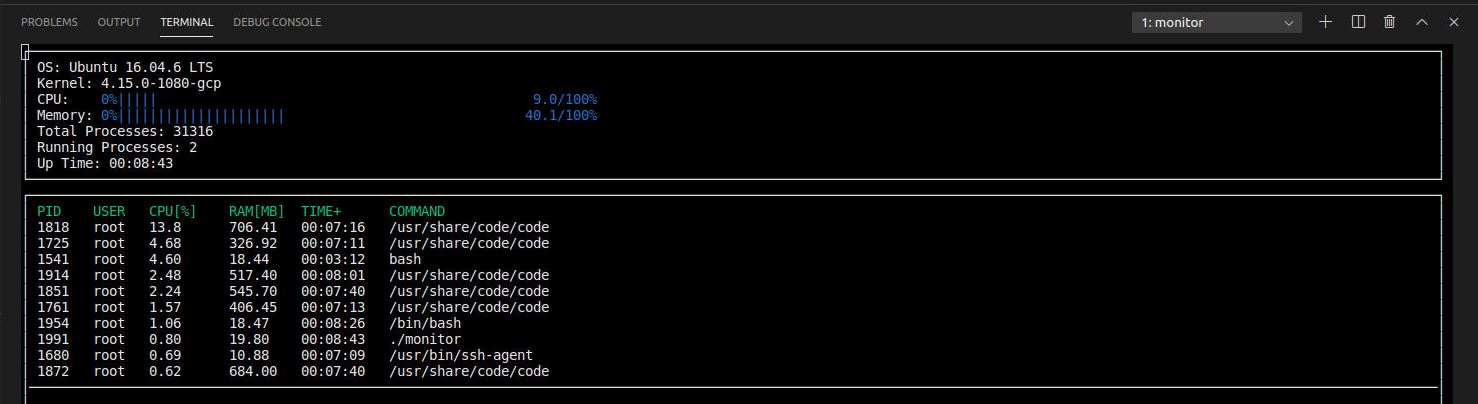 PROBLEMS OUTPUT TERMINAL DEBUG CONSOLE 1: monitor
OS: Ubuntu 16.04.6 LTS
Kernel: 4.15.0-1080-gcp
CPU: 0%||||| 9.0/100%
Memory: 0%||||||||||||||||||||| 40.1/100%
Total Processes: 31316
Running Processes: 2
Up Time: 00:08:43
PID USER CPU[%] RAM[MB] TIME+ COMMAND
1818 root 13.8 706.41 00:07:16 /usr/share/code/code
1725 root 4.68 326.92 00:07:11 /usr/share/code/code
1541 root 4.60 18.44 00:03:12 bash
1914 root 2.48 517.40 00:08:01 /usr/share/code/code
1851 root 2.24 545.70 00:07:40 /usr/share/code/code
1761 root 1.57 406.45 00:07:13 /usr/share/code/code
1954 root 1.06 18.47 00:08:26 /bin/bash
1991 root 0.80 19.80 00:08:43 ./monitor
1680 root 0.69 10.88 00:07:09 /usr/bin/ssh-agent
1872 root 0.62 684.00 00:07:40 /usr/share/code/code